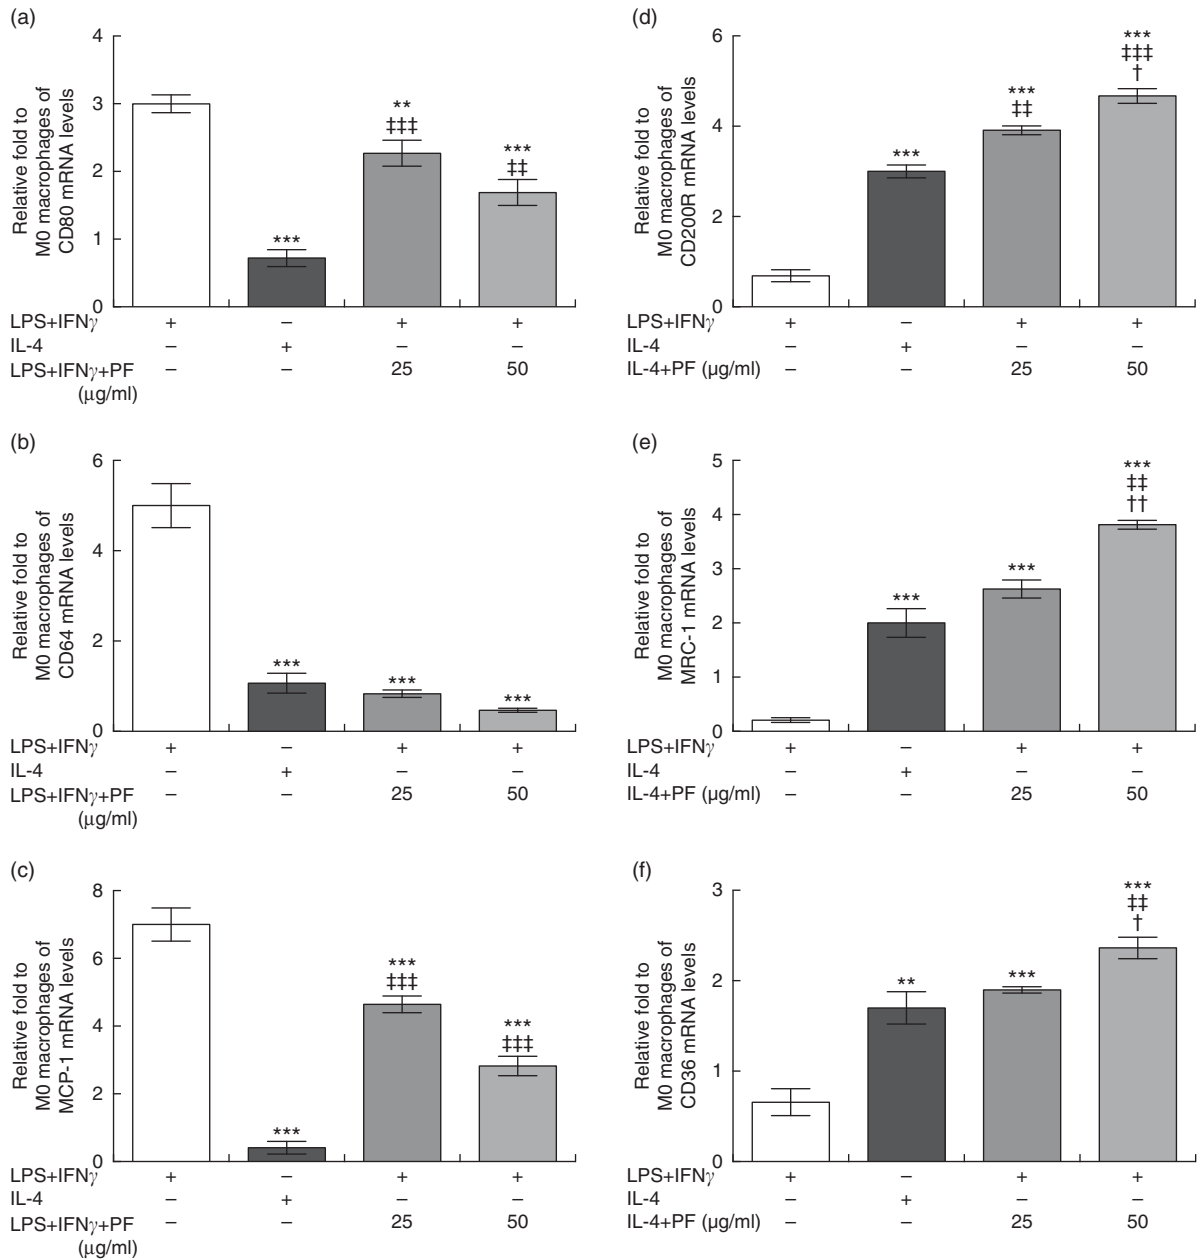 (a)
Relative fold to
M0 macrophages of
CD80 mRNA levels
4
3
2
1
0
***
**
‡‡‡
***
‡‡
LPS+IFNγ + − + +
IL-4 − + − −
LPS+IFNγ+PF − − 25 50
(μg/ml)
(b)
Relative fold to
M0 macrophages of
CD64 mRNA levels
6
4
2
0
***
***
***
LPS+IFNγ + − + +
IL-4 − + − −
LPS+IFNγ+PF − − 25 50
(μg/ml)
(c)
Relative fold to
M0 macrophages of
MCP-1 mRNA levels
8
6
4
2
0
***
***
‡‡‡
***
‡‡‡
LPS+IFNγ + − + +
IL-4 − + − −
LPS+IFNγ+PF − − 25 50
(μg/ml)
(d)
Relative fold to
M0 macrophages of
CD200R mRNA levels
6
4
2
0
***
***
‡‡
***
‡‡‡
†
LPS+IFNγ + − + +
IL-4 − + − −
IL-4+PF (μg/ml) − − 25 50
(e)
Relative fold to
M0 macrophages of
MRC-1 mRNA levels
5
4
3
2
1
0
***
***
***
‡‡
††
LPS+IFNγ + − + +
IL-4 − + − −
IL-4+PF (μg/ml) − − 25 50
(f)
Relative fold to
M0 macrophages of
CD36 mRNA levels
3
2
1
0
**
***
***
‡‡
†
LPS+IFNγ + − + +
IL-4 − + − −
IL-4+PF (μg/ml) − − 25 50